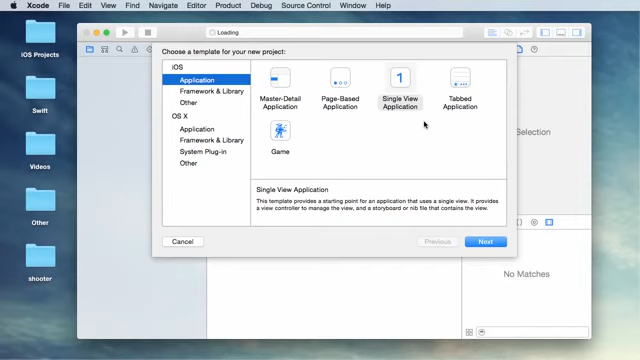 Xcode File Edit View Find Navigate Editor Product Debug Source Control Window Help
Loading
Choose a template for your new project:
iOS
Application
Framework & Library
Other
OS X
Application
Framework & Library
System Plug-in
Other
Master-Detail
Application
Page-Based
Application
1
Single View
Application
Tabbed
Application
Game
Single View Application
This template provides a starting point for an application that uses a single view. It provides
a view controller to manage the view, and a storyboard or nib file that contains the view.
Cancel
Previous
Next
Selection
No Matches
iOS Projects
Swift
Videos
Other
shooter